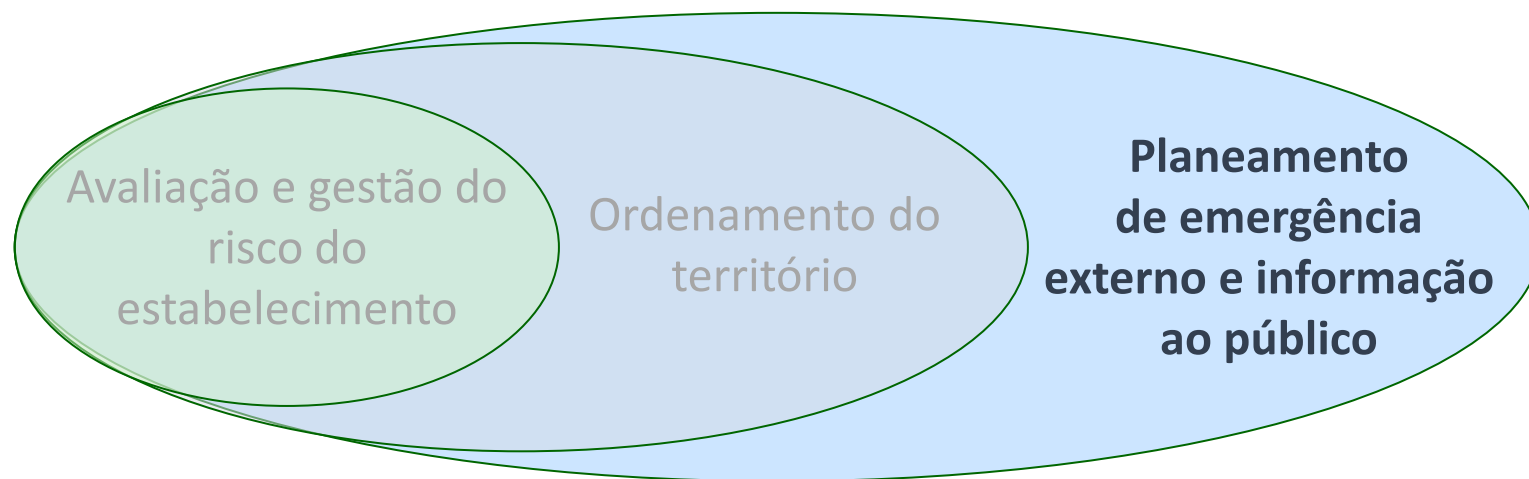 Avaliação e gestão do
risco do
estabelecimento
Ordenamento do
território
Planeamento
de emergência
externo e informação
ao público